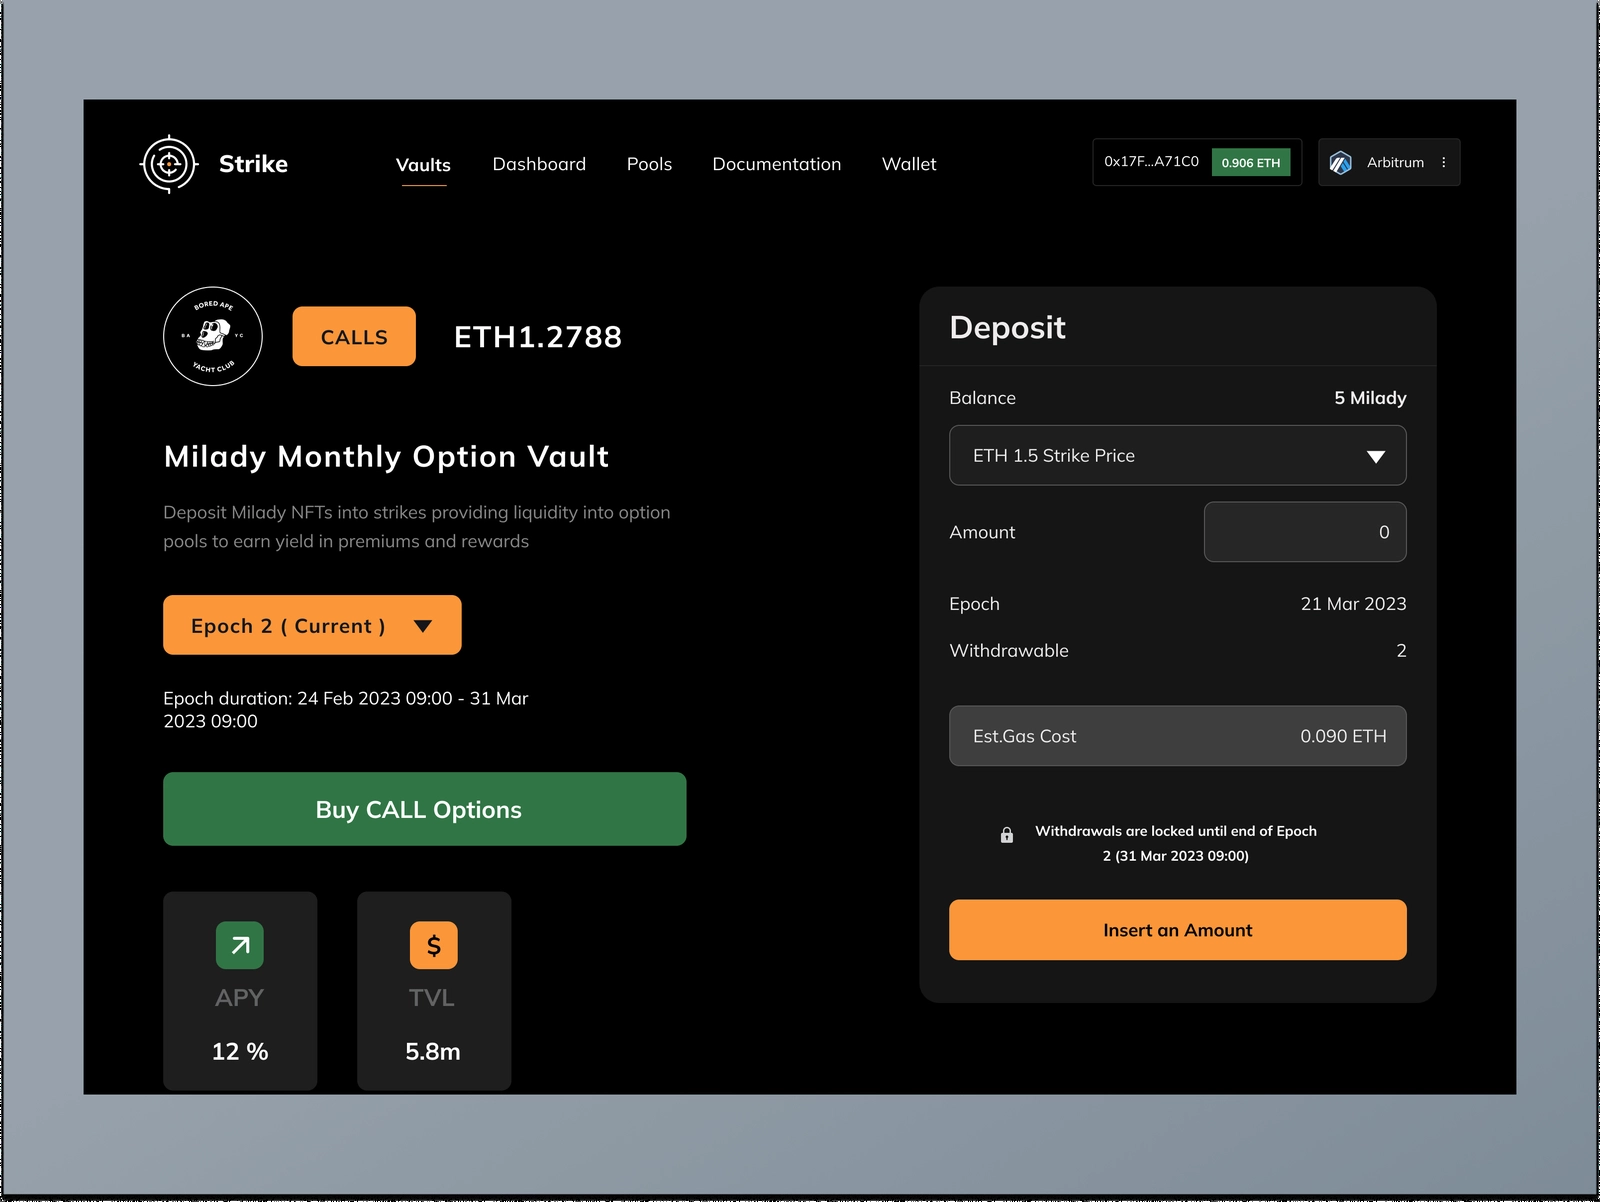 Strike
Vaults
Dashboard
Pools
Documentation
Wallet
0x17F...A71C0
0.906 ETH
Arbitrum
BORED APE
BA
YC
YACHT CLUB
CALLS
ETH1.2788
Milady Monthly Option Vault
Deposit Milady NFTs into strikes providing liquidity into option
pools to earn yield in premiums and rewards
Epoch 2 ( Current )
Epoch duration: 24 Feb 2023 09:00 - 31 Mar
2023 09:00
Buy CALL Options
APY
12 %
TVL
5.8m
Deposit
Balance
5 Milady
ETH 1.5 Strike Price
Amount
0
Epoch
21 Mar 2023
Withdrawable
2
Est.Gas Cost
0.090 ETH
Withdrawals are locked until end of Epoch
2 (31 Mar 2023 09:00)
Insert an Amount